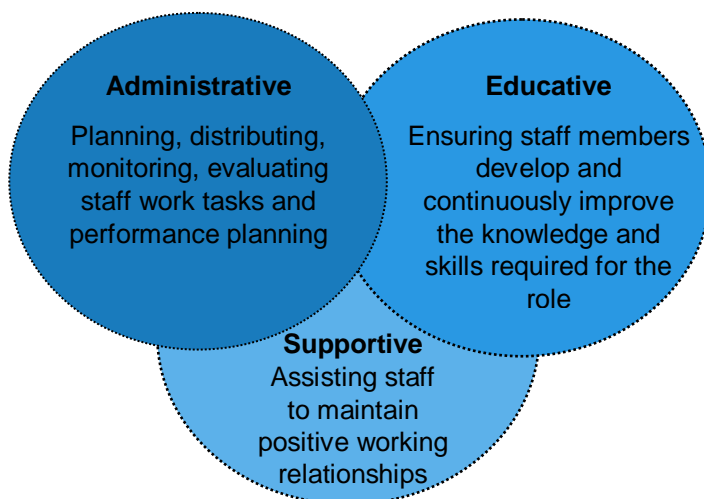 Administrative
Planning, distributing,
monitoring, evaluating
staff work tasks and
performance planning
Educative
Ensuring staff members
develop and
continuously improve
the knowledge and
skills required for the
role
Supportive
Assisting staff
to maintain
positive working
relationships